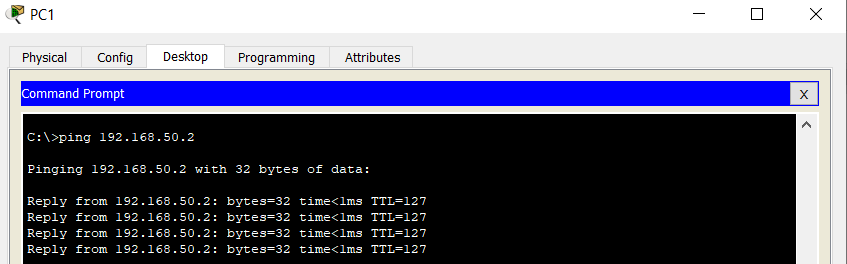 PC1
Physical Config Desktop Programming Attributes
Command Prompt X
C:\>ping 192.168.50.2
Pinging 192.168.50.2 with 32 bytes of data:
Reply from 192.168.50.2: bytes=32 time<1ms TTL=127
Reply from 192.168.50.2: bytes=32 time<1ms TTL=127
Reply from 192.168.50.2: bytes=32 time<1ms TTL=127
Reply from 192.168.50.2: bytes=32 time<1ms TTL=127